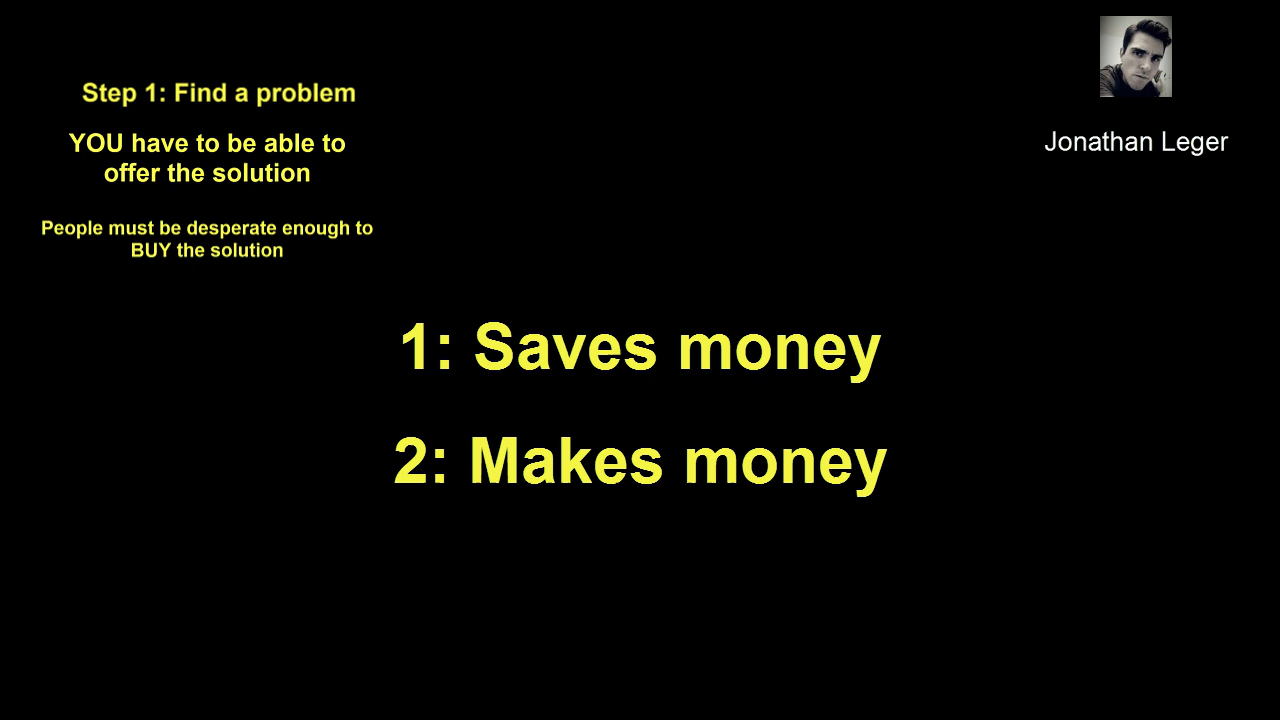 Step 1: Find a problem
YOU have to be able to
offer the solution
People must be desperate enough to
BUY the solution
Jonathan Leger
1: Saves money
2: Makes money